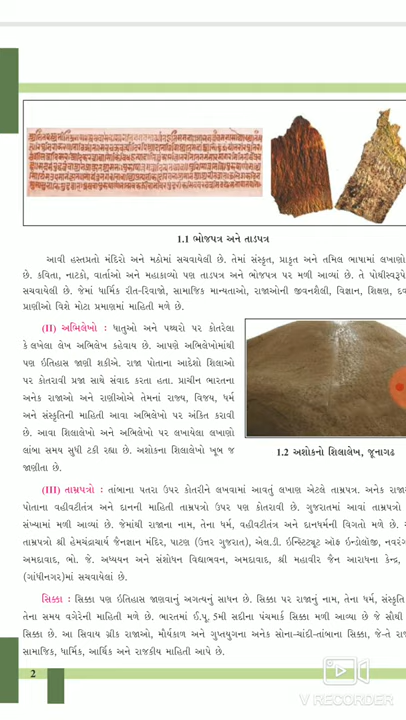 1.1 ભોજપત્ર અને તાડપત્ર
આવી હસ્તપ્રતો મંદિરો અને મઠોમાં સચવાયેલી છે. તેમાં સંસ્કૃત, પ્રાકૃત અને તમિલ ભાષામાં લખાણો
છે. કવિતા, નાટકો, વાર્તાઓ અને મહાકાવ્યો પણ તાડપત્ર અને ભોજપત્ર પર મળી આવ્યાં છે. તે પોથીસ્વરૂપે
સચવાયેલી છે. જેમાં ધાર્મિક રીત-રિવાજો, સામાજિક માન્યતાઓ, રાજાઓની જીવનશૈલી, વિજ્ઞાન, શિક્ષણ, દવ
પ્રાણીઓ વિશે મોટા પ્રમાણમાં માહિતી મળે છે.
(II) અભિલેખો : ધાતુઓ અને પથ્થરો પર કોતરેલા
કે લખેલા લેખ અભિલેખ કહેવાય છે. આપણે અભિલેખોમાંથી
પણ ઇતિહાસ જાણી શકીએ. રાજા પોતાના આદેશો શિલાઓ
પર કોતરાવી પ્રજા સાથે સંવાદ કરતા હતા. પ્રાચીન ભારતના
અનેક રાજાઓ અને રાણીઓએ તેમનાં રાજ્ય, વિજય, ધર્મ
અને સંસ્કૃતિની માહિતી આવા અભિલેખો પર અંકિત કરાવી
છે. આવા શિલાલેખો અને અભિલેખો પર લખાયેલા લખાણો
લાંબા સમય સુધી ટકી રહ્યા છે. અશોકના શિલાલેખો ખૂબ જ
જાણીતા છે.
1.2 અશોકનો શિલાલેખ, જૂનાગઢ
(III) તામ્રપત્રો : તાંબાના પતરા ઉપર કોતરીને લખવામાં આવતું લખાણ એટલે તામ્રપત્ર. અનેક રાજા
પોતાના વહીવટીતંત્ર અને દાનની માહિતી તામ્રપત્રો ઉપર પણ કોતરાવી છે. ગુજરાતમાં આવાં તામ્રપત્રો
સંખ્યામાં મળી આવ્યાં છે. જેમાંથી રાજાના નામ, તેના ધર્મ, વહીવટીતંત્ર અને દાનધર્મની વિગતો મળે છે.
તામ્રપત્રો શ્રી હેમચંદ્રાચાર્ય જૈનજ્ઞાન મંદિર, પાટણ (ઉત્તર ગુજરાત), એલ.ડી. ઇન્સ્ટિટ્યૂટ ઓફ ઇન્ડોલોજી, નવરંગ
અમદાવાદ, ભો. જે. અધ્યયન અને સંશોધન વિદ્યાભવન, અમદાવાદ, શ્રી મહાવીર જૈન આરાધના કેન્દ્ર,
(ગાંધીનગર)માં સચવાયેલાં છે.
સિક્કા : સિક્કા પણ ઇતિહાસ જાણવાનું અગત્યનું સાધન છે. સિક્કા પર રાજાનું નામ, તેના ધર્મ, સંસ્કૃતિ
તેના સમય વગેરેની માહિતી મળે છે. ભારતમાં ઈ.પૂ. 5મી સદીના પંચમાર્ક સિક્કા મળી આવ્યા છે જે સૌથી
સિક્કા છે. આ સિવાય ગ્રીક રાજાઓ, મૌર્યકાળ અને ગુપ્તયુગના અનેક સોના-ચાંદી-તાંબાના સિક્કા, જે-તે રાજ
સામાજિક, ધાર્મિક, આર્થિક અને રાજકીય માહિતી આપે છે.
2
V RECORDER